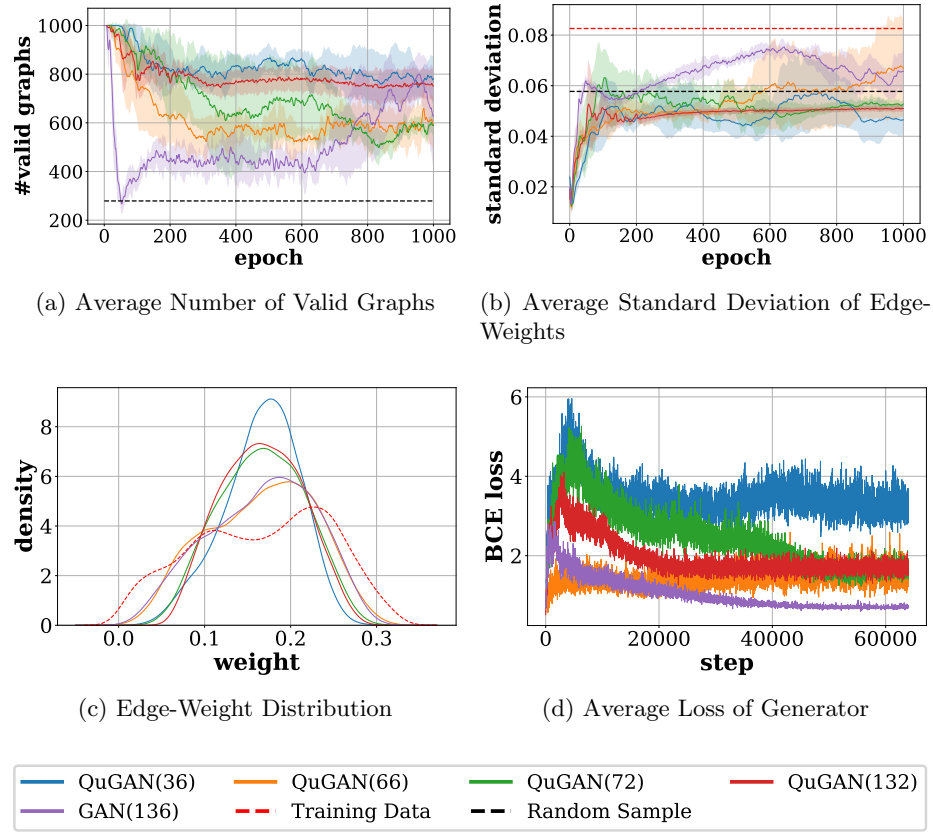 1000
800
600
400
200
#valid graphs
0 200 400 600 800 1000
epoch
(a) Average Number of Valid Graphs
0.08
0.06
0.04
0.02
standard deviation
0 200 400 600 800 1000
epoch
(b) Average Standard Deviation of Edge-
Weights
8
6
4
2
0
density
0.0 0.1 0.2 0.3
weight
(c) Edge-Weight Distribution
6
4
2
BCE loss
0 20000 40000 60000
step
(d) Average Loss of Generator
QuGAN(36) QuGAN(66) QuGAN(72) QuGAN(132)
GAN(136) Training Data Random Sample